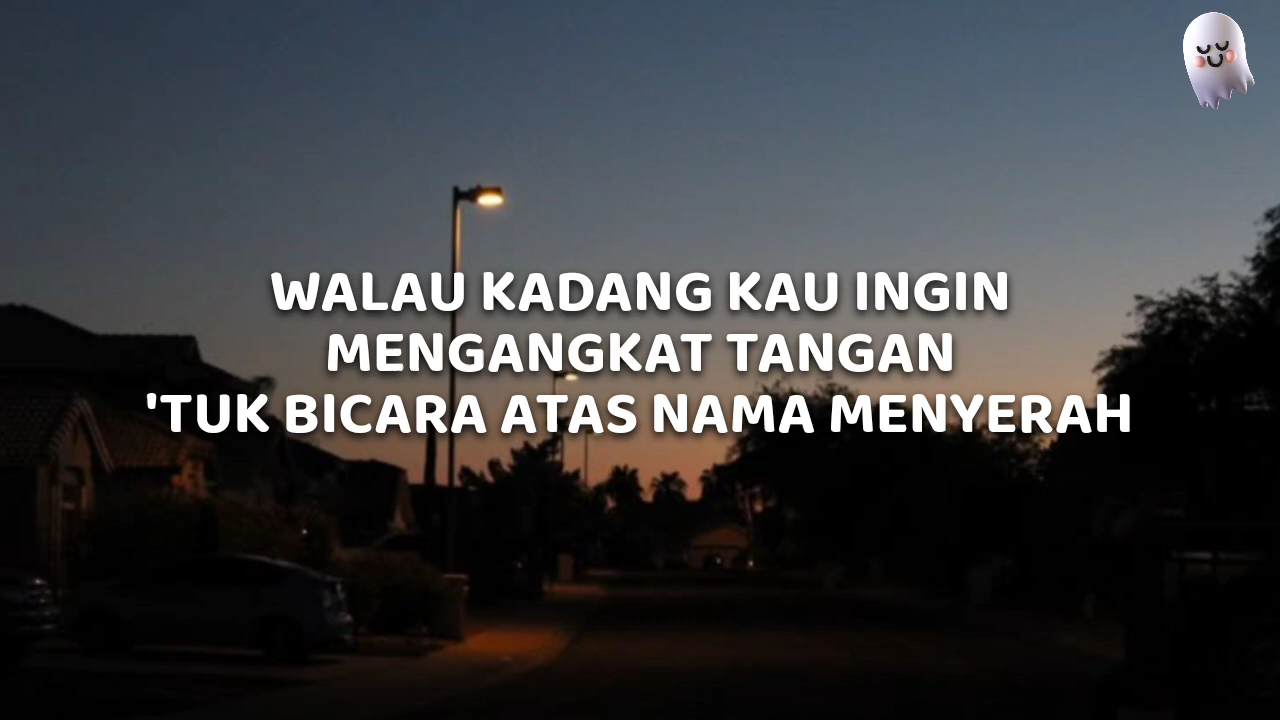 WALAU KADANG KAU INGIN
MENGANGKAT TANGAN
'TUK BICARA ATAS NAMA MENYERAH